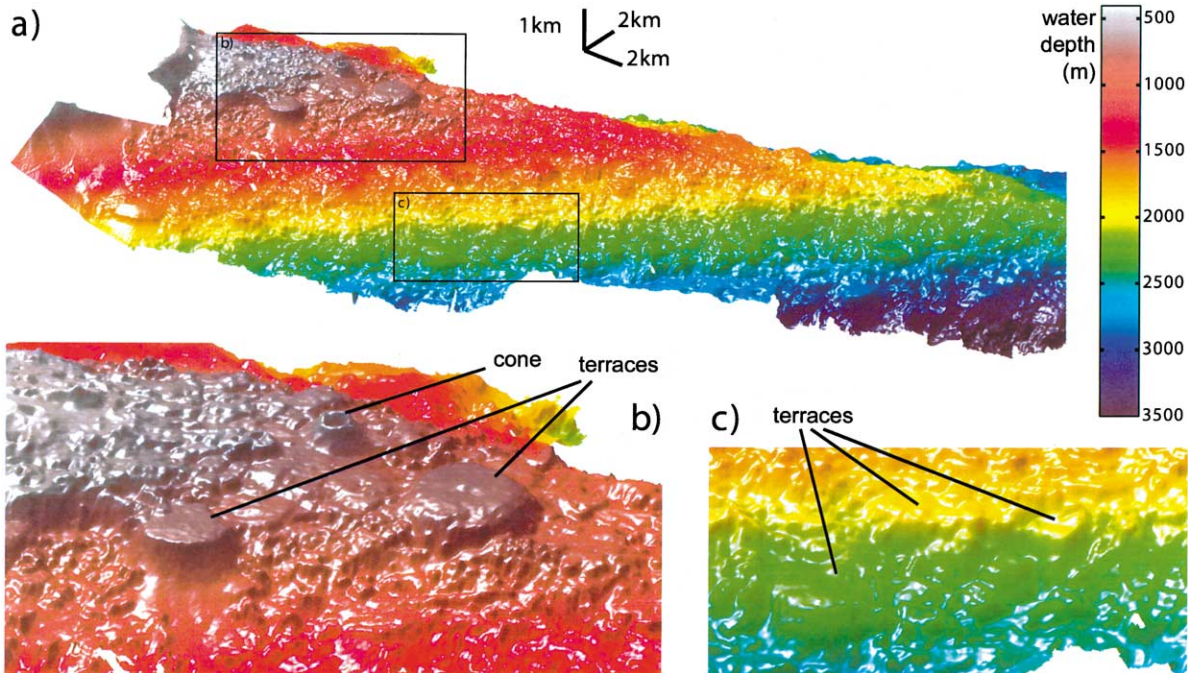 a)
b)
1km
2km
2km
water
depth
(m)
500
1000
1500
2000
2500
3000
3500
c)
cone
terraces
b)
terraces
c)